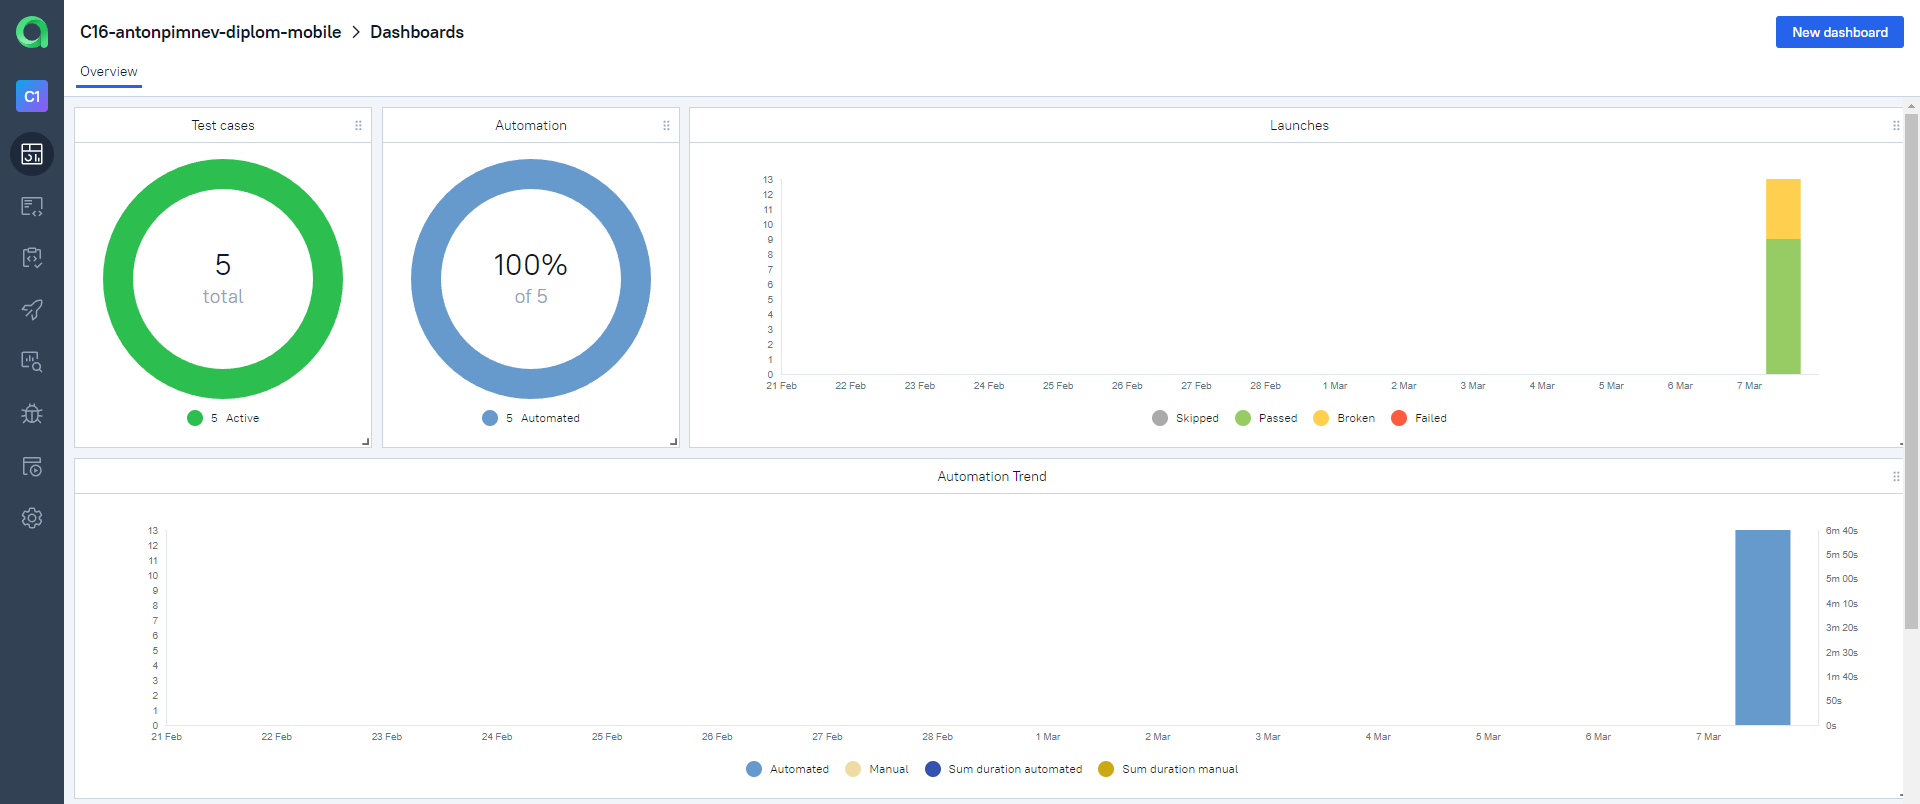 C16-antonpimnev-diplom-mobile > Dashboards
New dashboard
Overview
C1
Test cases
5
total
5 Active
Automation
100%
of 5
5 Automated
Launches
13
12
11
10
9
8
7
6
5
4
3
2
1
0
21 Feb 22 Feb 23 Feb 24 Feb 25 Feb 26 Feb 27 Feb 28 Feb 1 Mar 2 Mar 3 Mar 4 Mar 5 Mar 6 Mar 7 Mar
Skipped Passed Broken Failed
Automation Trend
13
12
11
10
9
8
7
6
5
4
3
2
1
0
6m 40s
5m 50s
5m 00s
4m 10s
3m 20s
2m 30s
1m 40s
50s
0s
21 Feb 22 Feb 23 Feb 24 Feb 25 Feb 26 Feb 27 Feb 28 Feb 1 Mar 2 Mar 3 Mar 4 Mar 5 Mar 6 Mar 7 Mar
Automated Manual Sum duration automated Sum duration manual